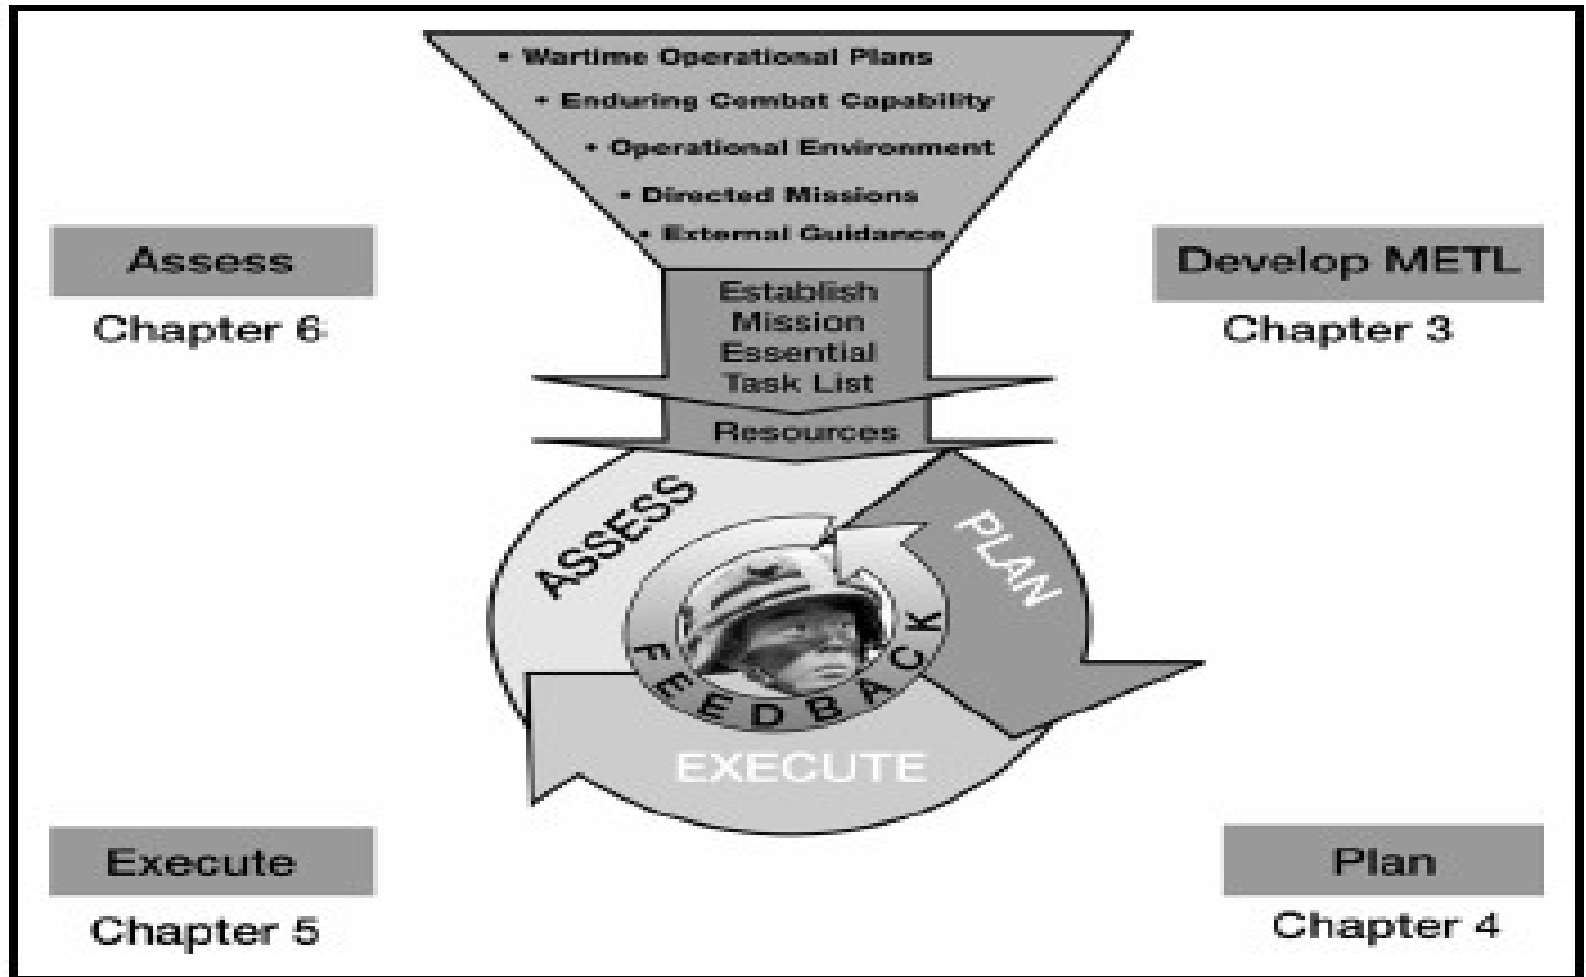 • Wartime Operational Plans
• Enduring Combat Capability
• Operational Environment
• Directed Missions
• External Guidance
Assess
Chapter 6
Develop METL
Chapter 3
Establish
Mission
Essential
Task List
Resources
ASSESS
PLAN
FEEDBACK
EXECUTE
Execute
Chapter 5
Plan
Chapter 4